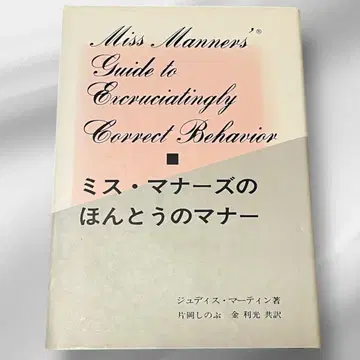 Miss Manners'®
Guide to
Excruciatingly
Correct Behavior
ミス・マナーズの
ほんとうのマナー
ジュディス・マーティン著
片岡しのぶ 金 利光 共訳